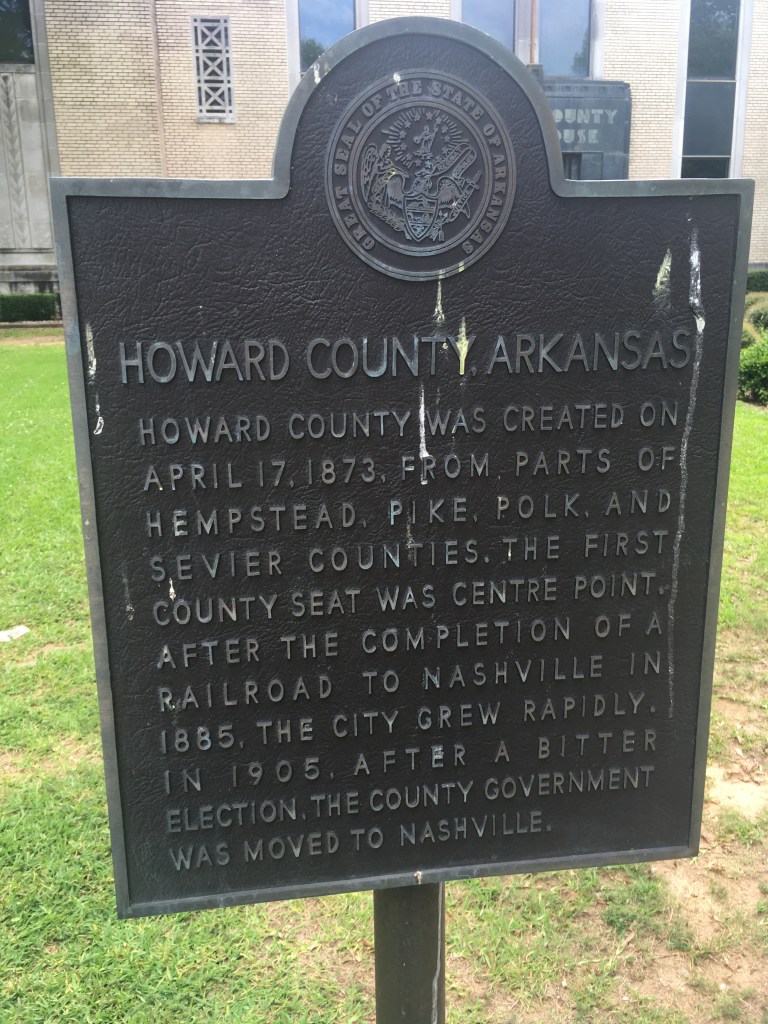 GREAT SEAL OF THE STATE OF ARKANSAS
COUNTY
HOWARD COUNTY, ARKANSAS
HOWARD COUNTY WAS CREATED ON
APRIL 17, 1873, FROM PARTS OF
HEMPSTEAD, PIKE, POLK, AND
SEVIER COUNTIES. THE FIRST
COUNTY SEAT WAS CENTRE POINT.
AFTER THE COMPLETION OF A
RAILROAD TO NASHVILLE IN
1885, THE CITY GREW RAPIDLY.
IN 1905, AFTER A BITTER
ELECTION, THE COUNTY GOVERNMENT
WAS MOVED TO NASHVILLE.